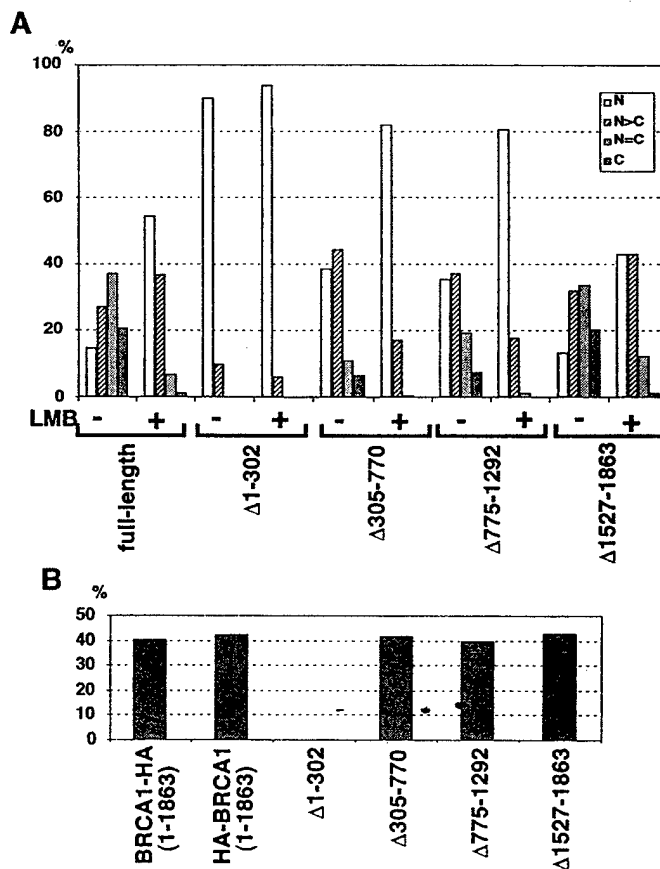 A
%
100
80
60
40
20
0
N
N>C
N=C
C
LMB - + - + - + - + - +
full-length
Δ1-302
Δ305-770
Δ775-1292
Δ1527-1863
B
%
50
40
30
20
10
0
BRCA1-HA
(1-1863)
HA-BRCA1
(1-1863)
Δ1-302
Δ305-770
Δ775-1292
Δ1527-1863